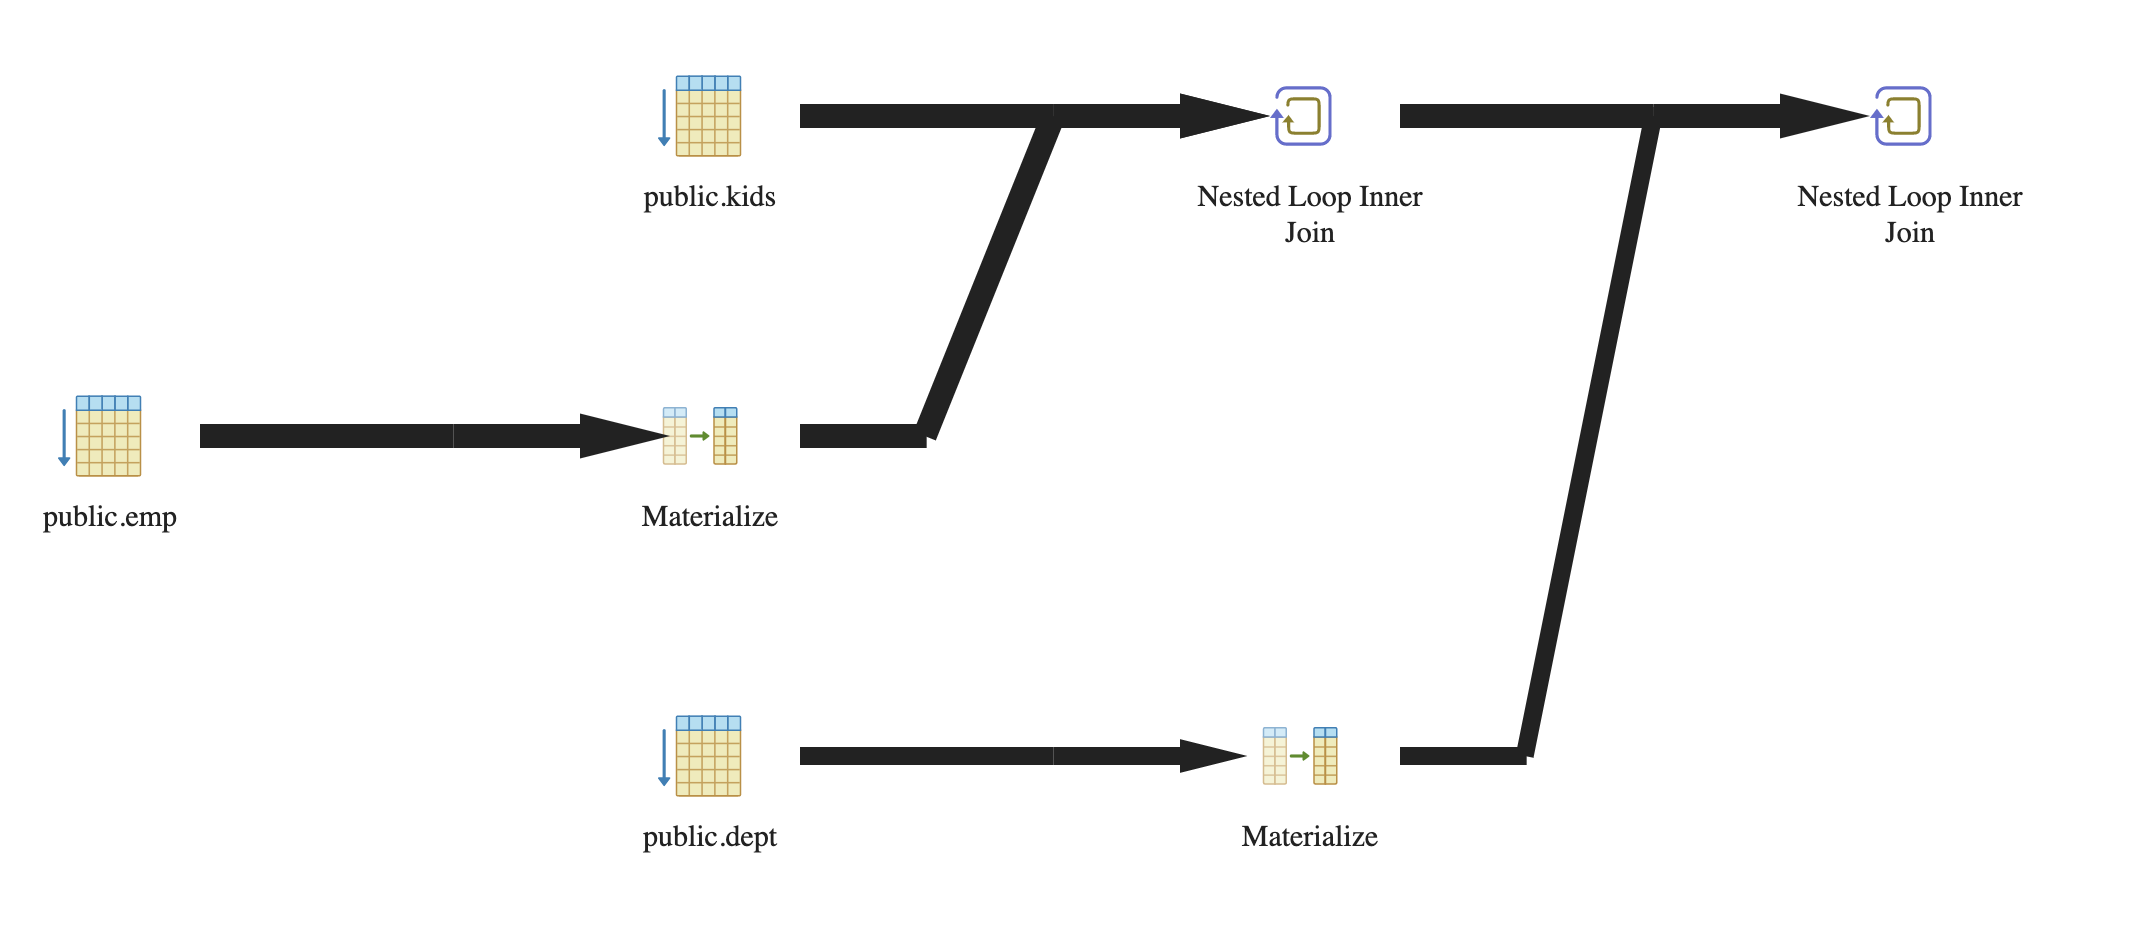 public.kids
Nested Loop Inner
Join
Nested Loop Inner
Join
public.emp
Materialize
public.dept
Materialize